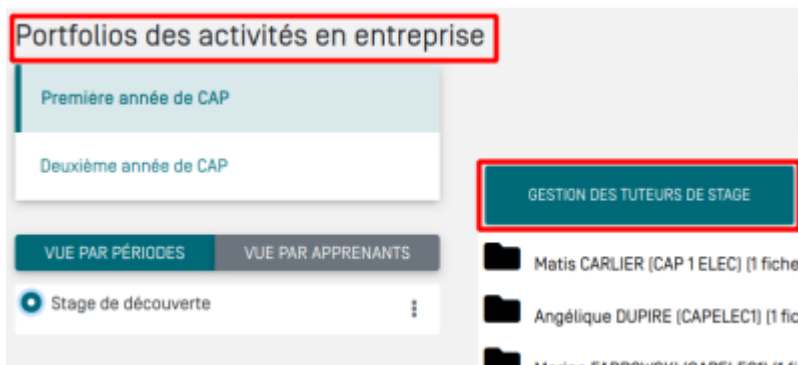 Portfolios des activités en entreprise
Première année de CAP
Deuxième année de CAP
GESTION DES TUTEURS DE STAGE
VUE PAR PÉRIODES VUE PAR APPRENANTS
Matis CARLIER (CAP 1 ELEC) (1 fiche
Stage de découverte
Angélique DUPIRE (CAPELEC1) (1 fic